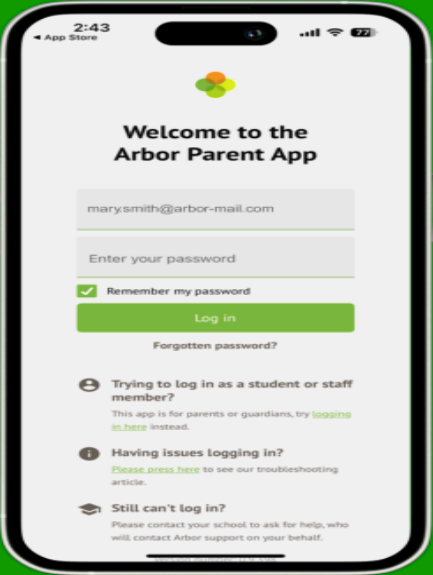 2:43
◀ App Store
77
Welcome to the
Arbor Parent App
mary.smith@arbor-mail.com
Enter your password
Remember my password
Log in
Forgotten password?
Trying to log in as a student or staff
member?
This app is for parents or guardians, try logging
in here instead.
Having issues logging in?
Please press here to see our troubleshooting
article.
Still can't log in?
Please contact your school to ask for help, who
will contact Arbor support on your behalf.